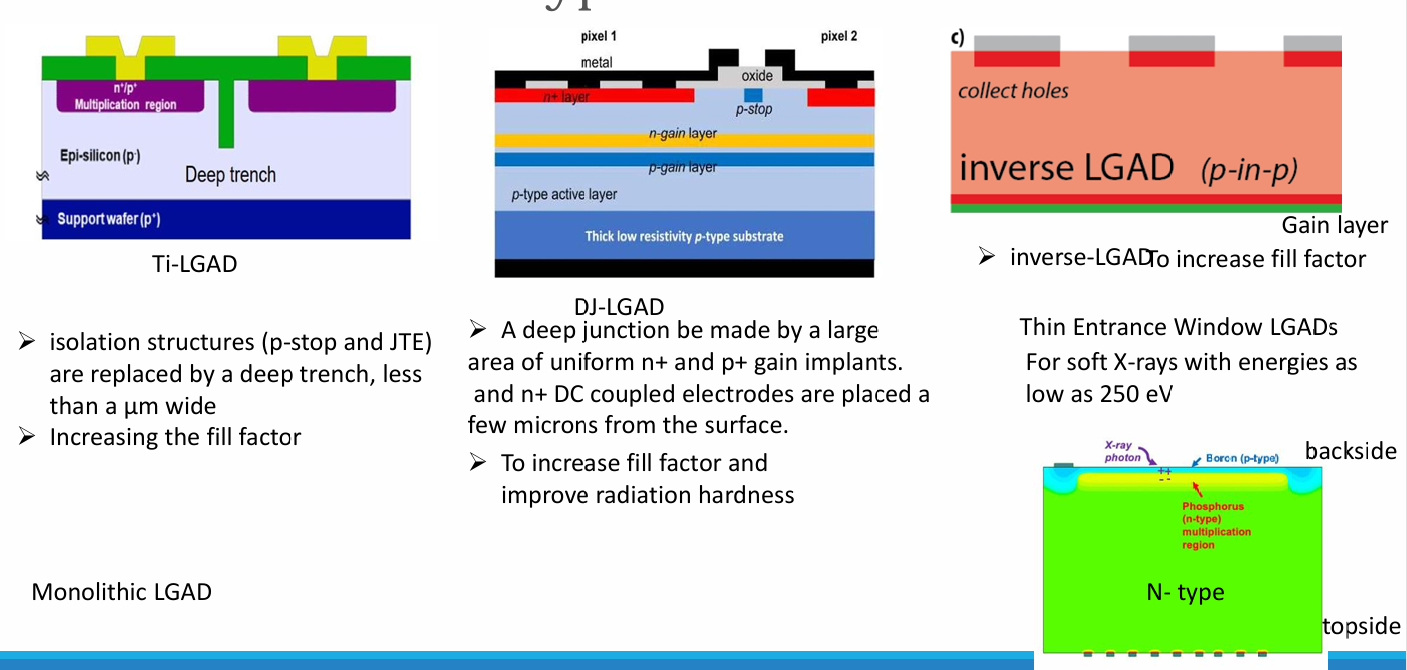 n⁺/p⁺
Multiplication region
Epi-silicon (p⁻)
Deep trench
Support wafer (p⁺)
Ti-LGAD
➢ isolation structures (p-stop and JTE)
are replaced by a deep trench, less
than a µm wide
➢ Increasing the fill factor
Monolithic LGAD
pixel 1
pixel 2
metal
oxide
n+ layer
p-stop
n-gain layer
p-gain layer
p-type active layer
Thick low resistivity p-type substrate
DJ-LGAD
➢ A deep junction be made by a large
area of uniform n+ and p+ gain implants.
and n+ DC coupled electrodes are placed a
few microns from the surface.
➢ To increase fill factor and
improve radiation hardness
c)
collect holes
inverse LGAD (p-in-p)
Gain layer
➢ inverse-LGAD
To increase fill factor
Thin Entrance Window LGADs
For soft X-rays with energies as
low as 250 eV
X-ray
photon
Boron (p-type)
backside
++
--
Phosphorus
(n-type)
multiplication
region
N- type
topside